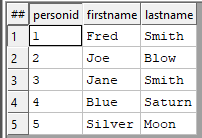 ## personid firstname lastname
1 1 Fred Smith
2 2 Joe Blow
3 3 Jane Smith
4 4 Blue Saturn
5 5 Silver Moon